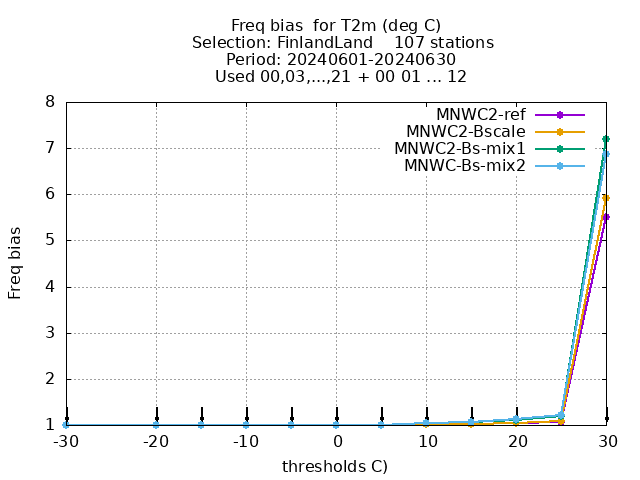 Freq bias  for T2m (deg C)
Selection: FinlandLand    107 stations
Period: 20240601-20240630
Used 00,03,...,21 + 00 01 ... 12
MNWC2-ref
MNWC2-Bscale
MNWC2-Bs-mix1
MNWC-Bs-mix2
Freq bias
8
7
6
5
4
3
2
1
-30 -20 -10 0 10 20 30
thresholds C)